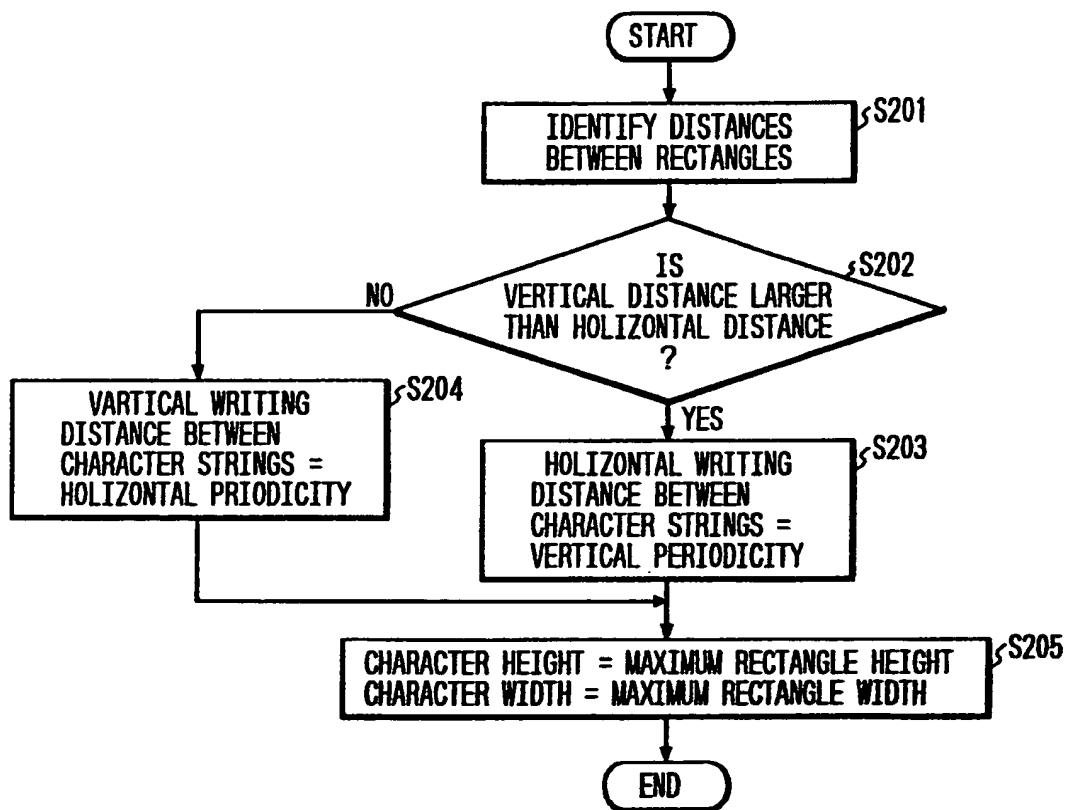 START
IDENTIFY DISTANCES
BETWEEN RECTANGLES
S201
IS
VERTICAL DISTANCE LARGER
THAN HOLIZONTAL DISTANCE
?
S202
NO
YES
VARTICAL WRITING
DISTANCE BETWEEN
CHARACTER STRINGS =
HOLIZONTAL PRIODICITY
S204
HOLIZONTAL WRITING
DISTANCE BETWEEN
CHARACTER STRINGS =
VERTICAL PERIODICITY
S203
CHARACTER HEIGHT = MAXIMUM RECTANGLE HEIGHT
CHARACTER WIDTH = MAXIMUM RECTANGLE WIDTH
S205
END